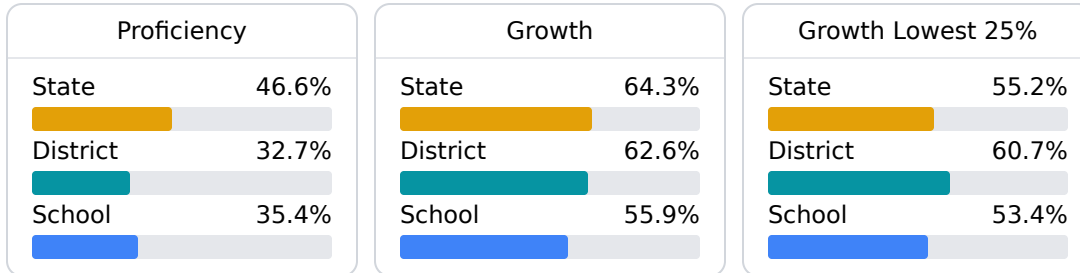 Proficiency
State 46.6%
District 32.7%
School 35.4%
Growth
State 64.3%
District 62.6%
School 55.9%
Growth Lowest 25%
State 55.2%
District 60.7%
School 53.4%